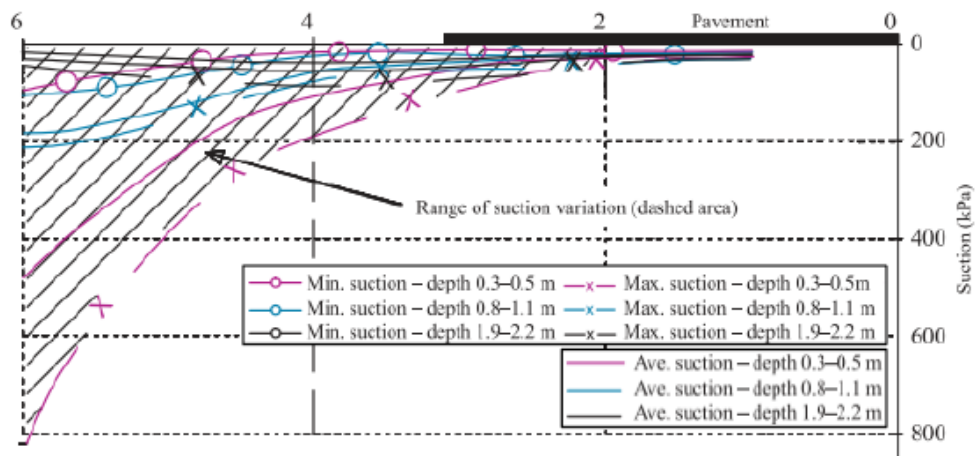 6 4 2 Pavement 0
0
200
400
600
800
Suction (kPa)
Range of suction variation (dashed area)
Min. suction – depth 0.3–0.5 m
Max. suction – depth 0.3–0.5m
Min. suction – depth 0.8–1.1 m
Max. suction – depth 0.8–1.1 m
Min. suction – depth 1.9–2.2 m
Max. suction – depth 1.9–2.2 m
Ave. suction – depth 0.3–0.5 m
Ave. suction – depth 0.8–1.1 m
Ave. suction – depth 1.9–2.2 m